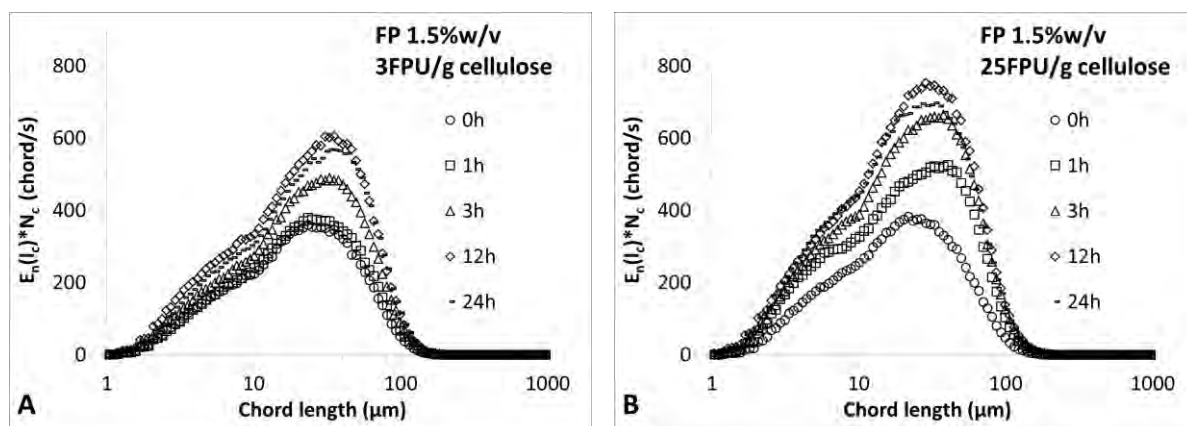 FP 1.5%w/v
3FPU/g cellulose
800
600
400
200
0
E_n(l_c)*N_c (chord/s)
0h
1h
3h
12h
24h
1 10 100 1000
Chord length (µm)
A
FP 1.5%w/v
25FPU/g cellulose
800
600
400
200
0
E_n(l_c)*N_c (chord/s)
0h
1h
3h
12h
24h
1 10 100 1000
Chord length (µm)
B